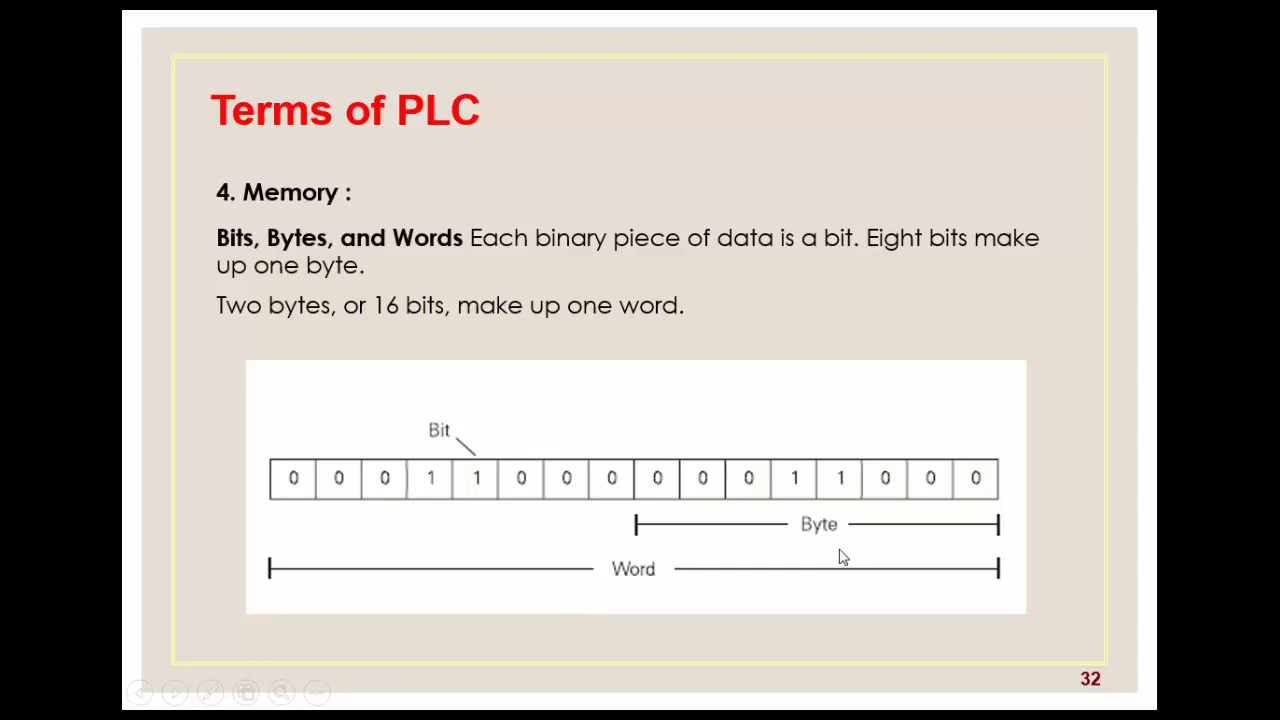 Terms of PLC
4. Memory :
Bits, Bytes, and Words Each binary piece of data is a bit. Eight bits make
up one byte.
Two bytes, or 16 bits, make up one word.
Bit
0 0 0 1 1 0 0 0 0 0 0 1 1 0 0 0
Byte
Word
32